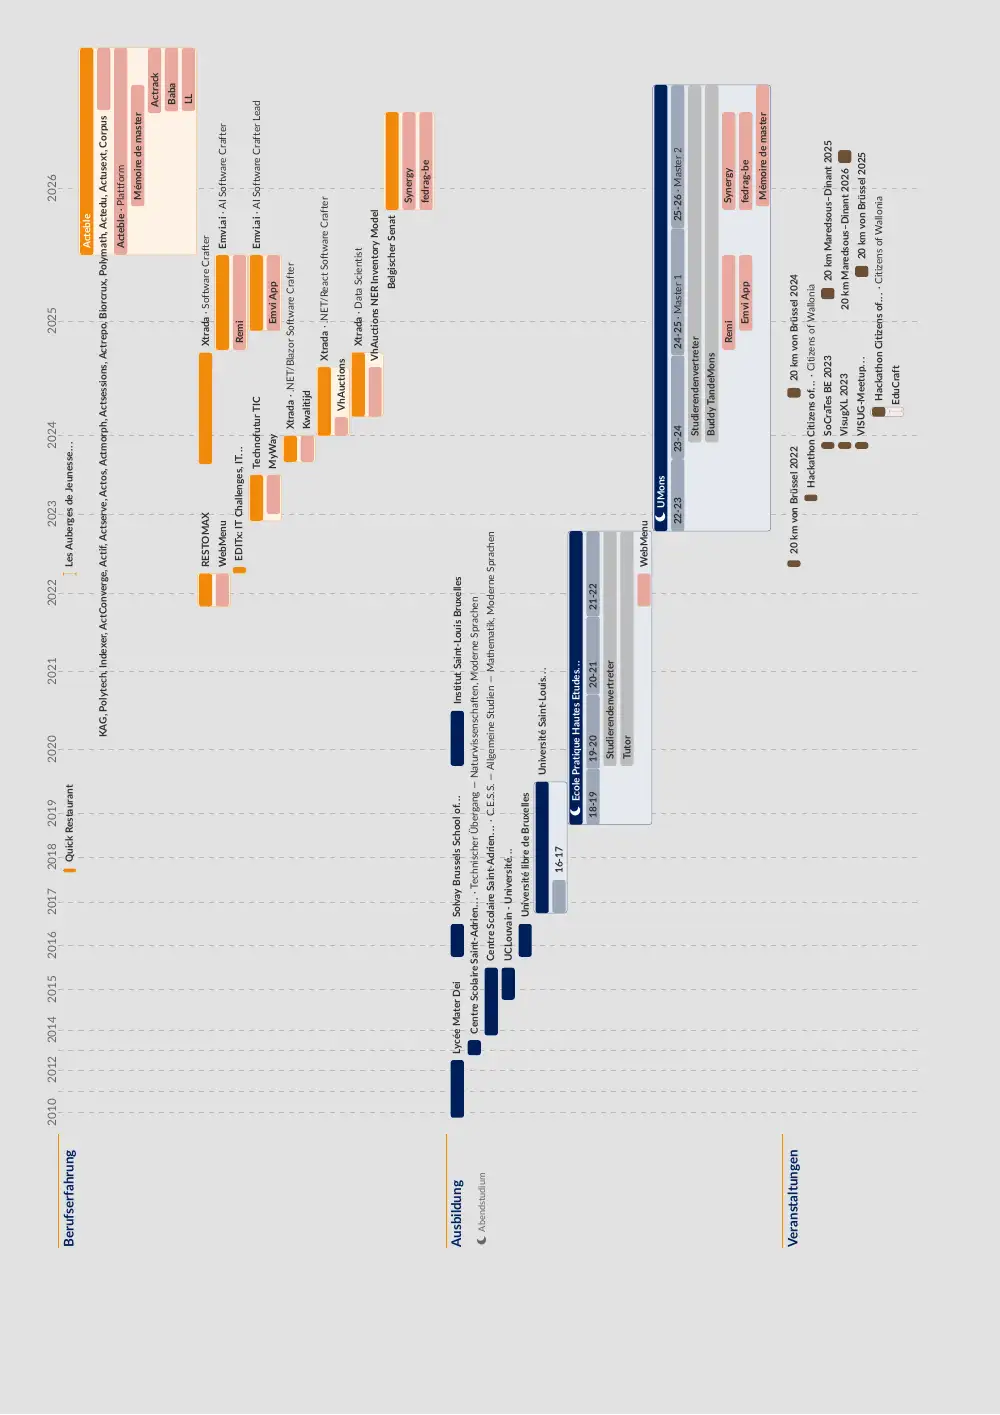 2010
2012
2014
2015
2016
2017
2018
2019
2020
2021
2022
2023
2024
2025
2026
Berufserfahrung
Quick Restaurant
Les Auberges de Jeunesse…
Acteble
KAG, Polytech, Indexer, ActConverge, Actif, Actserve, Actos, Actmorph, Actsessions, Actrepo, Biorcrux, Polymath, Actedu, Actusext, Corpus
Acteble · Plattform
Mémoire de master
Actrack
Baba
LL
RESTOMAX
Xtrada · Software Crafter
WebMenu
Emviai · AI Software Crafter
EDITx: IT Challenges, IT…
Remi
Technofutur TIC
Emviai · AI Software Crafter Lead
MyWay
Emvi App
Xtrada · .NET/Blazor Software Crafter
Kwalitijd
Xtrada · .NET/React Software Crafter
VhAuctions
Xtrada · Data Scientist
VhAuctions NER Inventory Model
Belgischer Senat
Synergy
fedrag-be
Ausbildung
Abendstudium
Lycée Mater Dei
Solvay Brussels School of…
Institut Saint-Louis Bruxelles
Centre Scolaire Saint-Adrien… · Technischer Übergang — Naturwissenschaften, Moderne Sprachen
Centre Scolaire Saint-Adrien… · C.E.S.S. — Allgemeine Studien — Mathematik, Moderne Sprachen
UCLouvain - Université…
Université libre de Bruxelles
Université Saint-Louis…
16-17
Ecole Pratique Hautes Etudes…
18-19
19-20
20-21
21-22
Studierendenvertreter
Tutor
WebMenu
UMons
22-23
23-24
24-25 · Master 1
25-26 · Master 2
Studierendenvertreter
Buddy TandeMons
Remi
Synergy
Emvi App
fedrag-be
Mémoire de master
Veranstaltungen
20 km von Brüssel 2022
20 km von Brüssel 2024
Hackathon Citizens of… · Citizens of Wallonia
SoCraTes BE 2023
20 km Maredsous–Dinant 2025
VisugXL 2023
20 km Maredsous–Dinant 2026
VISUG-Meetup…
20 km von Brüssel 2025
Hackathon Citizens of… · Citizens of Wallonia
EduCraft